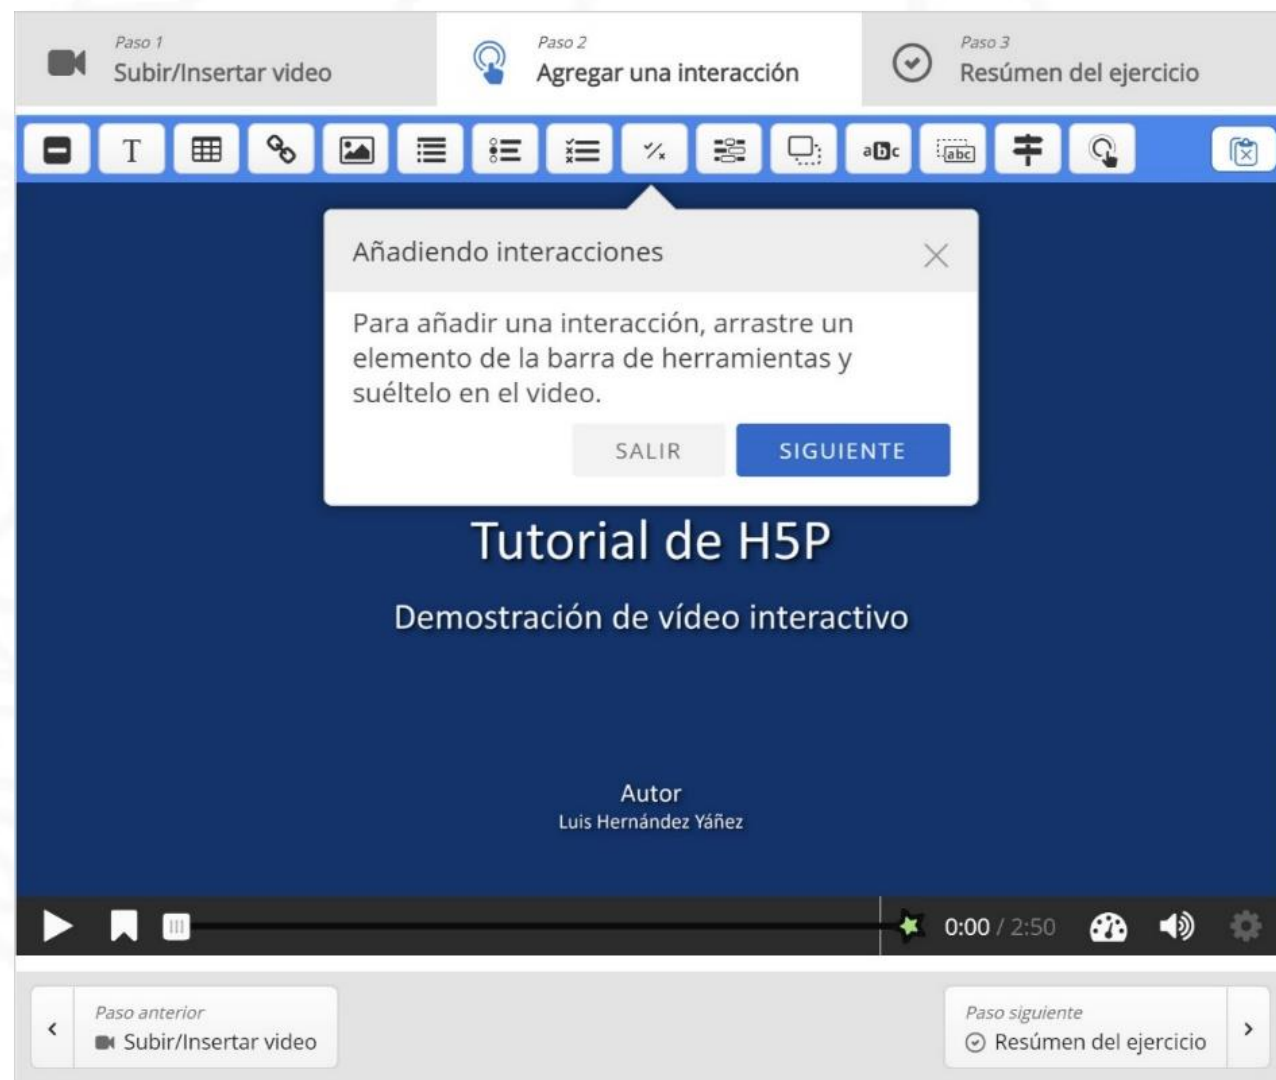 Paso 1
Subir/Insertar video
Paso 2
Agregar una interacción
Paso 3
Resúmen del ejercicio
T
abc
abc
Añadiendo interacciones
Para añadir una interacción, arrastre un
elemento de la barra de herramientas y
suéltelo en el video.
SALIR
SIGUIENTE
Tutorial de H5P
Demostración de vídeo interactivo
Autor
Luis Hernández Yáñez
0:00 / 2:50
Paso anterior
Subir/Insertar video
Paso siguiente
Resúmen del ejercicio